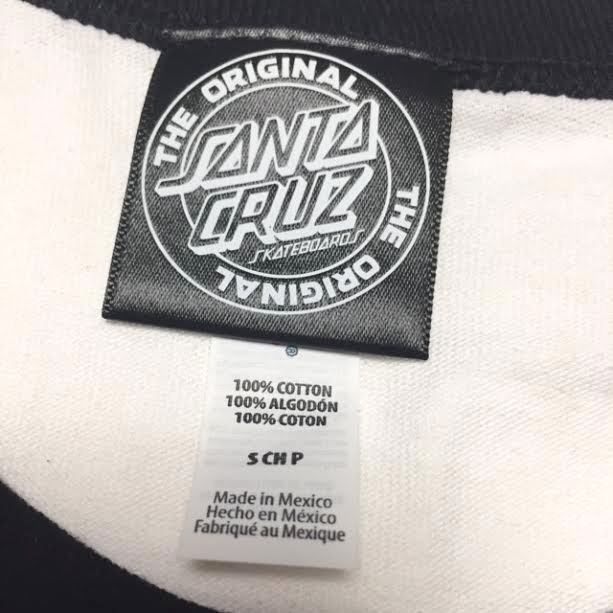 THE ORIGINAL
SANTA
CRUZ
SKATEBOARDS
THE ORIGINAL
100% COTTON
100% ALGODÓN
100% COTON
S CH P
Made in Mexico
Hecho en México
Fabriqué au Mexique